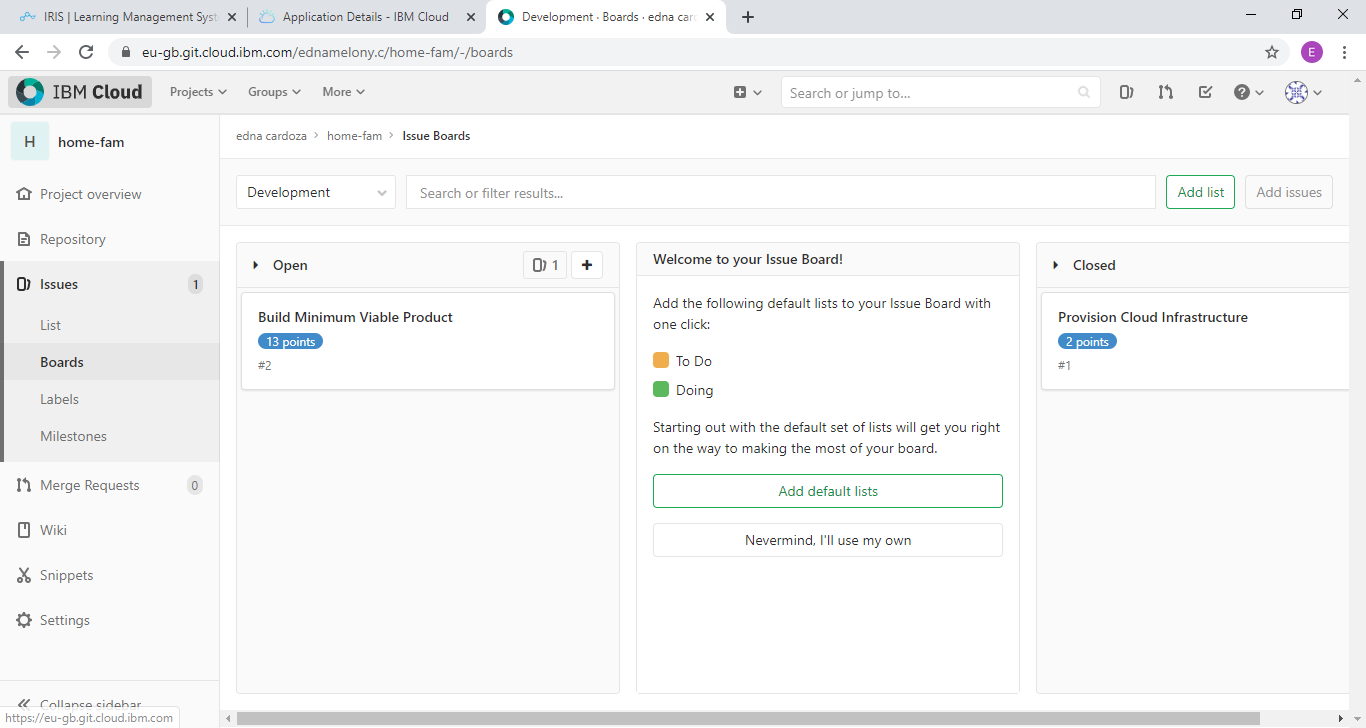 IRIS | Learning Management Syst
Application Details - IBM Cloud
Development · Boards · edna card
eu-gb.git.cloud.ibm.com/ednamelony.c/home-fam/-/boards
E
IBM Cloud
Projects
Groups
More
Search or jump to...
H
home-fam
edna cardoza > home-fam > Issue Boards
Project overview
Repository
Issues 1
List
Boards
Labels
Milestones
Merge Requests 0
Wiki
Snippets
Settings
Collapse sidebar
https://eu-gb.git.cloud.ibm.com
Development
Search or filter results...
Add list
Add issues
Open
1
Build Minimum Viable Product
13 points
#2
Welcome to your Issue Board!
Add the following default lists to your Issue Board with
one click:
To Do
Doing
Starting out with the default set of lists will get you right
on the way to making the most of your board.
Add default lists
Nevermind, I'll use my own
Closed
Provision Cloud Infrastructure
2 points
#1